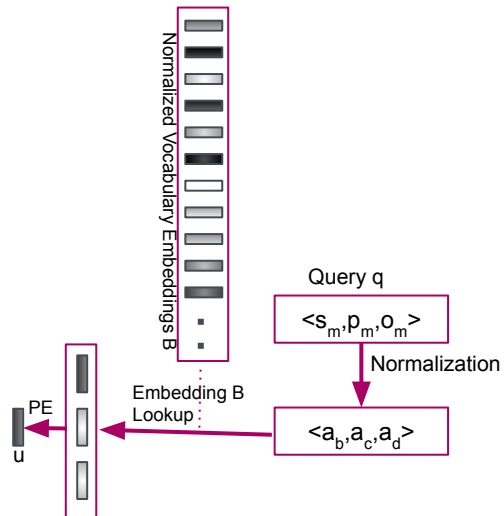 Normalized Vocabulary Embeddings B
Query q
<s_m,p_m,o_m>
Normalization
Embedding B
Lookup
<a_b,a_c,a_d>
PE
u